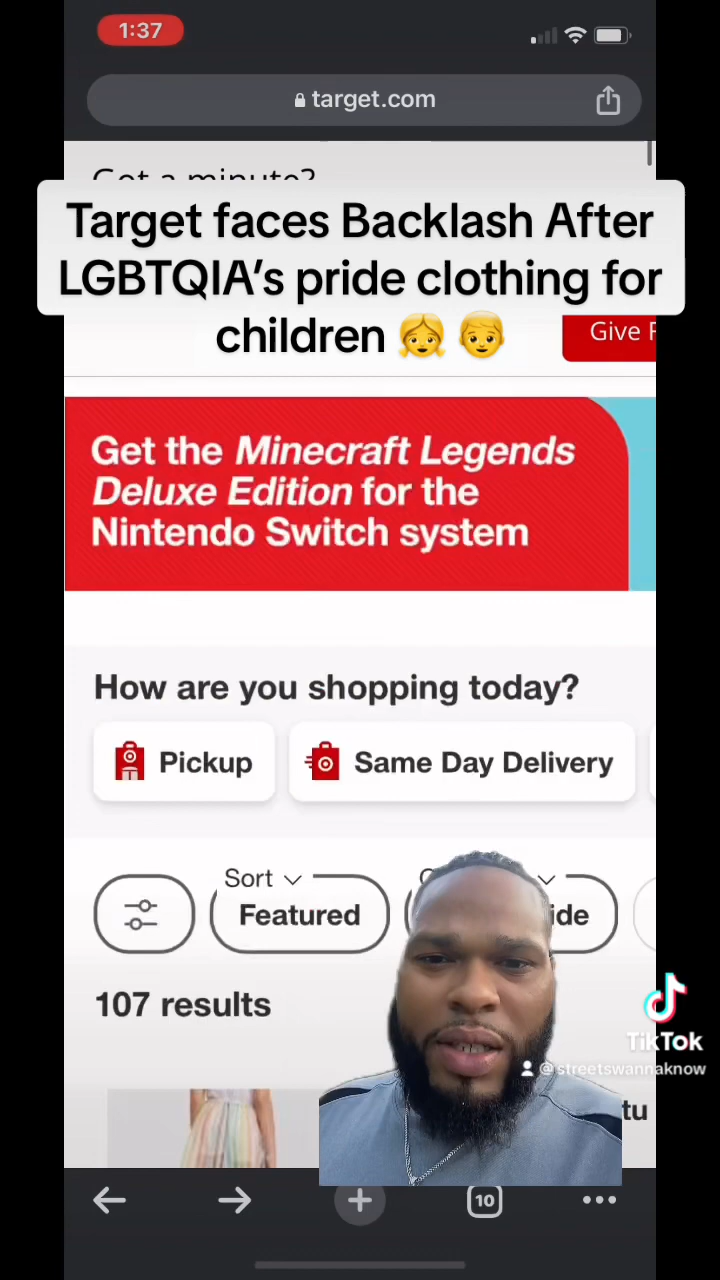 1:37
target.com
Got a minute?
Target faces Backlash After
LGBTQIA’s pride clothing for
children 👧 👦
Give
Get the Minecraft Legends
Deluxe Edition for the
Nintendo Switch system
How are you shopping today?
Pickup
Same Day Delivery
Sort
Featured
107 results
TikTok
@streetswannaknow
10